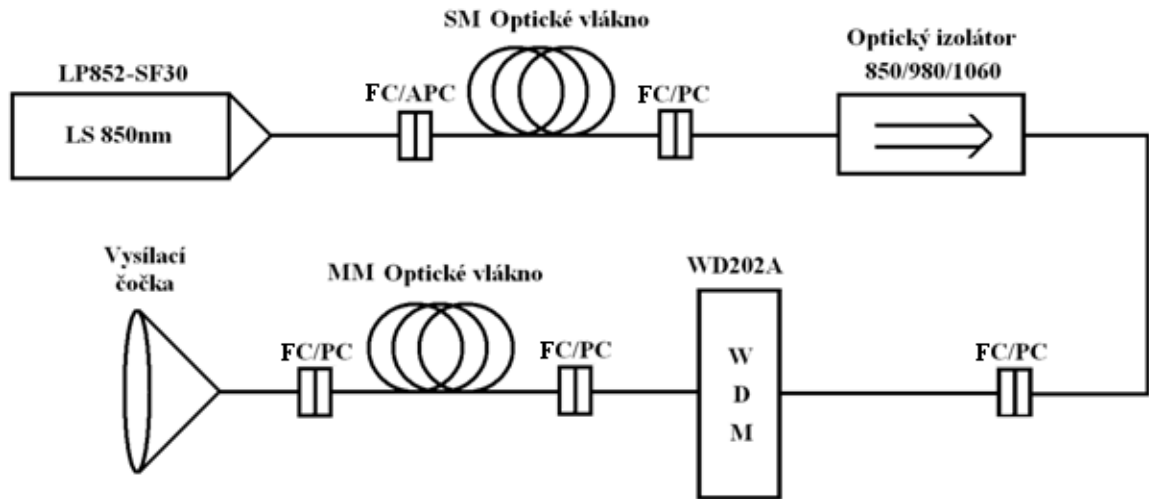 SM Optické vlákno
Optický izolátor
850/980/1060
LP852-SF30
FC/APC
FC/PC
LS 850nm
Vysílací
čočka
MM Optické vlákno
WD202A
FC/PC
FC/PC
FC/PC
W
D
M